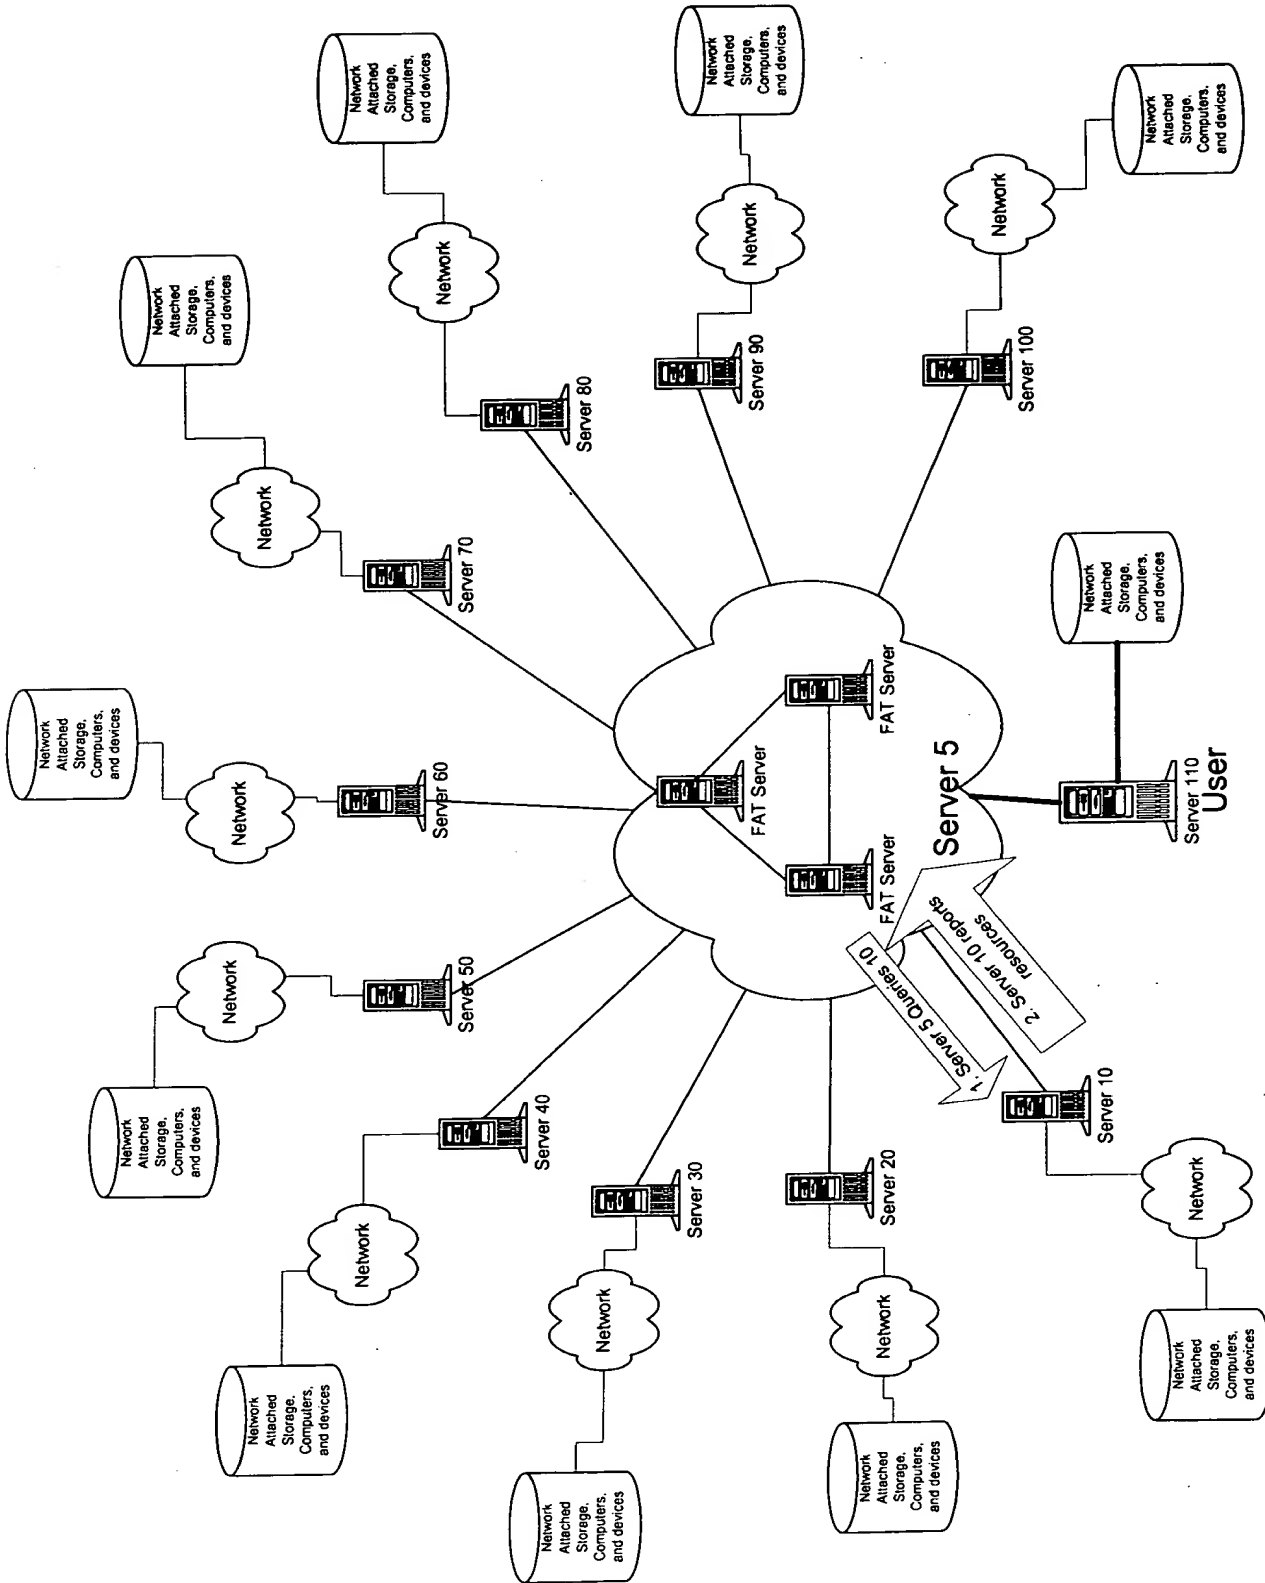 Network
Attached
Storage,
Computers,
and devices
Network
Server 10
Network
Attached
Storage,
Computers,
and devices
Network
Server 20
Network
Attached
Storage,
Computers,
and devices
Network
Server 30
Network
Attached
Storage,
Computers,
and devices
Network
Server 40
Network
Attached
Storage,
Computers,
and devices
Network
Server 50
Network
Attached
Storage,
Computers,
and devices
Network
Server 60
Network
Attached
Storage,
Computers,
and devices
Network
Server 70
Network
Attached
Storage,
Computers,
and devices
Network
Server 80
Network
Attached
Storage,
Computers,
and devices
Network
Server 90
Network
Attached
Storage,
Computers,
and devices
Network
Server 100
FAT Server
FAT Server
FAT Server
Server 5
1. Server 5 Queries 10
2. Server 10 reports
resources
Server 110
User
Network
Attached
Storage,
Computers,
and devices